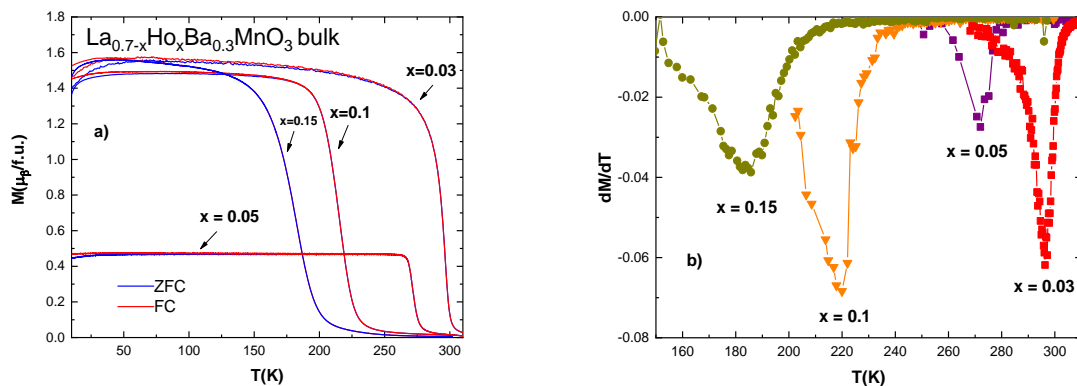 La0.7-xHoxBa0.3MnO3 bulk
1.8
1.6
1.4
1.2
1.0
0.8
0.6
0.4
0.2
0.0
M(μβ/f.u.)
a)
x=0.03
x=0.1
x=0.15
x = 0.05
ZFC
FC
50 100 150 200 250 300
T(K)
0.00
-0.02
-0.04
-0.06
-0.08
dM/dT
x = 0.05
x = 0.15
b)
x = 0.03
x = 0.1
160 180 200 220 240 260 280 300
T(K)